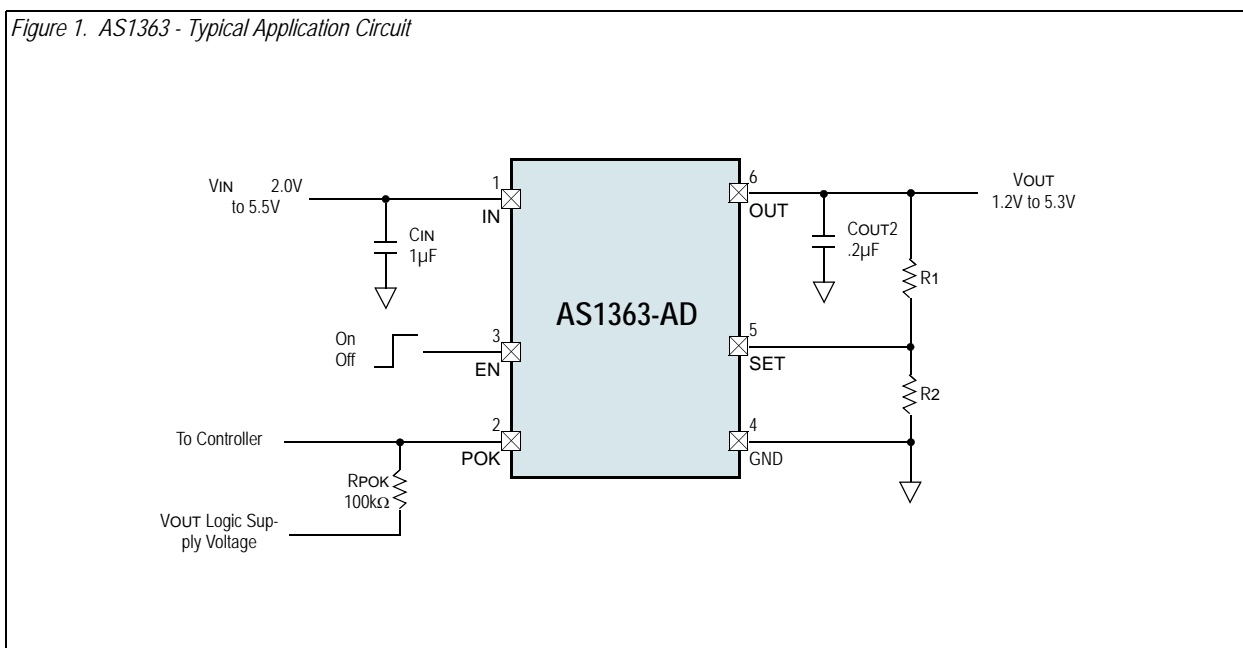 Figure 1. AS1363 - Typical Application Circuit
VIN 2.0V
to 5.5V
1
IN
CIN
1µF
On
Off
3
EN
To Controller
2
POK
RPOK
100kΩ
VOUT Logic Sup-
ply Voltage
AS1363-AD
6
OUT
VOUT
1.2V to 5.3V
COUT2
.2µF
R1
5
SET
R2
4
GND